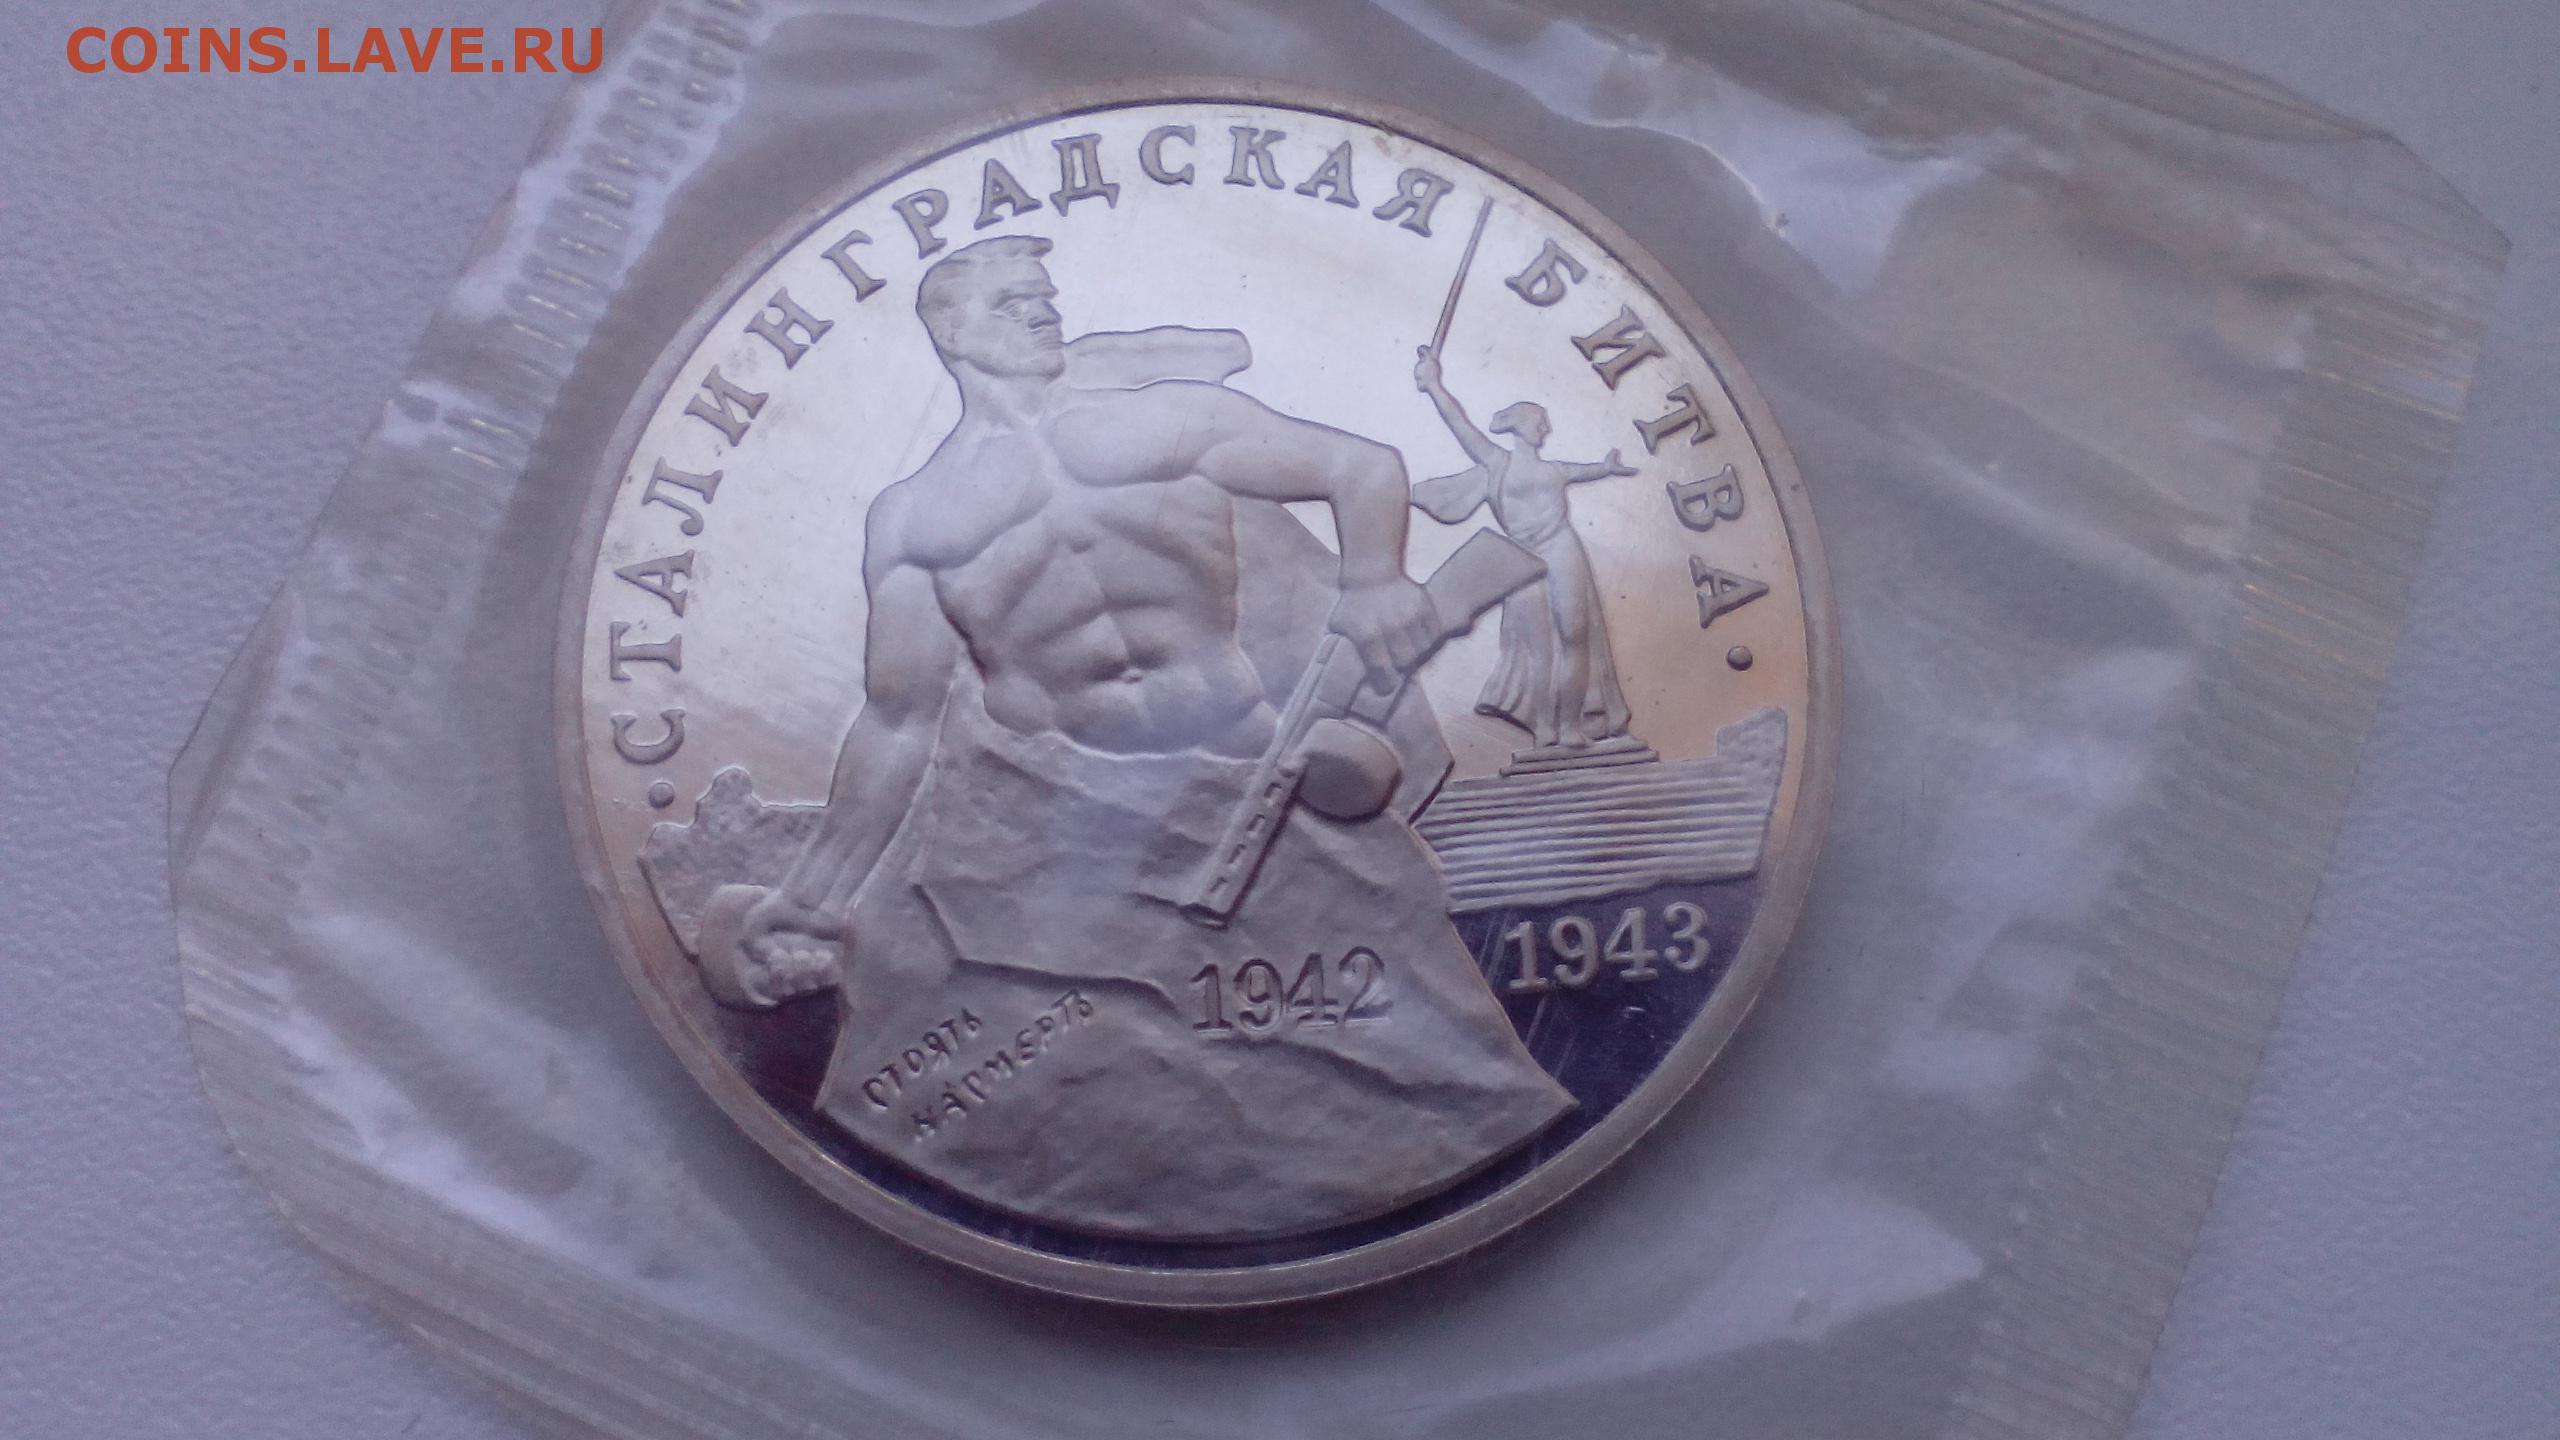 COINS.LAVE.RU
• СТАЛИНГРАДСКАЯ БИТВА •
1943
1942
СТОЯТЬ
НАСМЕРТЬ